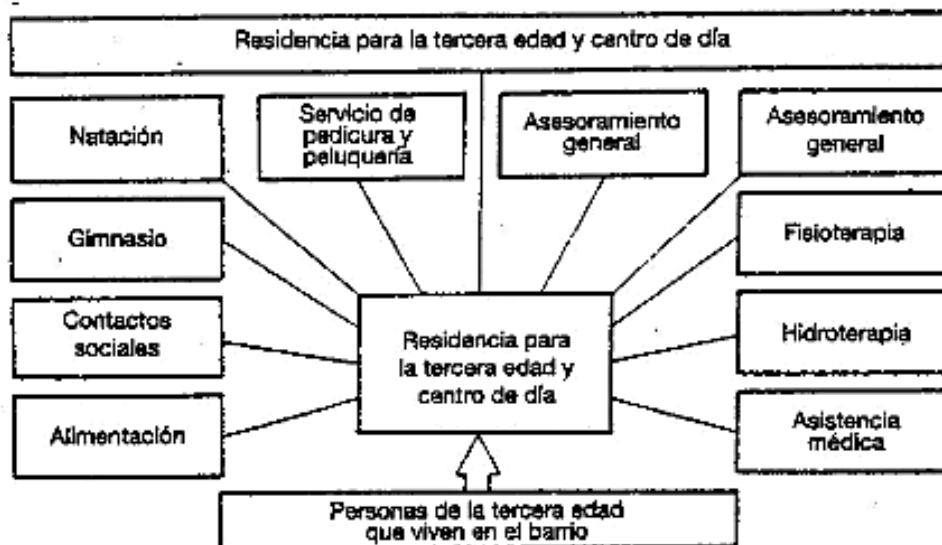 Residencia para la tercera edad y centro de día
Natación
Servicio de
pedicura y
peluquería
Asesoramiento
general
Asesoramiento
general
Gimnasio
Fisioterapia
Contactos
sociales
Residencia para
la tercera edad y
centro de día
Hidroterapia
Alimentación
Asistencia
médica
Personas de la tercera edad
que viven en el barrio